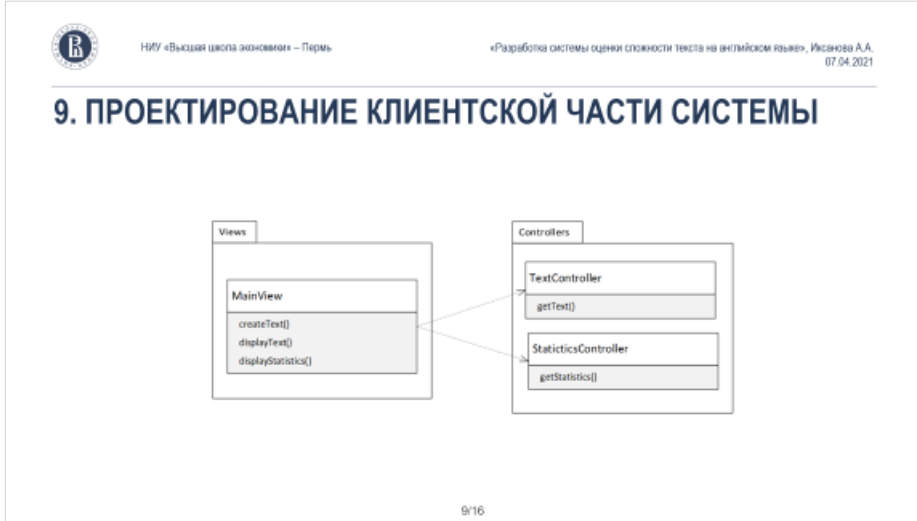 НИУ «Высшая школа экономики» – Пермь
«Разработка системы оценки сложности текста на английском языке», Иксанова А.А.
07.04.2021
9. ПРОЕКТИРОВАНИЕ КЛИЕНТСКОЙ ЧАСТИ СИСТЕМЫ
Views
MainView
createText()
displayText()
displayStatistics()
Controllers
TextController
getText()
StaticticsController
getStatistics()
9/16